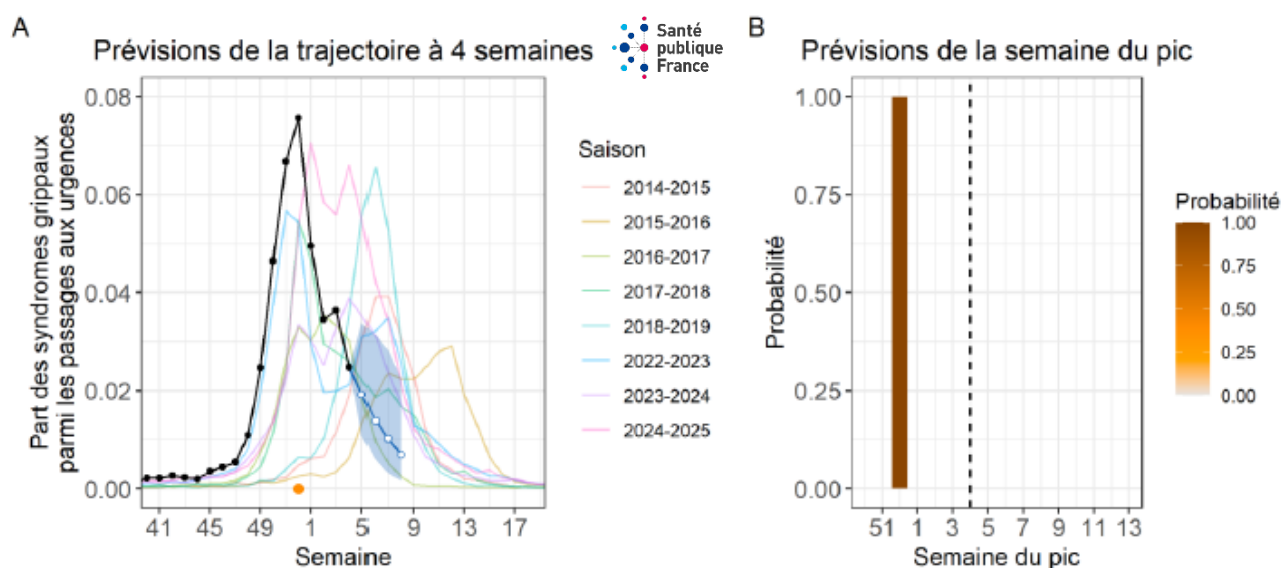 A
Prévisions de la trajectoire à 4 semaines
Santé
publique
France
Part des syndromes grippaux
parmi les passages aux urgences
0.08
0.06
0.04
0.02
0.00
41 45 49 1 5 9 13 17
Semaine
Saison
2014-2015
2015-2016
2016-2017
2017-2018
2018-2019
2022-2023
2023-2024
2024-2025
B
Prévisions de la semaine du pic
Probabilité
1.00
0.75
0.50
0.25
0.00
51 1 3 5 7 9 11 13
Semaine du pic
Probabilité
1.00
0.75
0.50
0.25
0.00